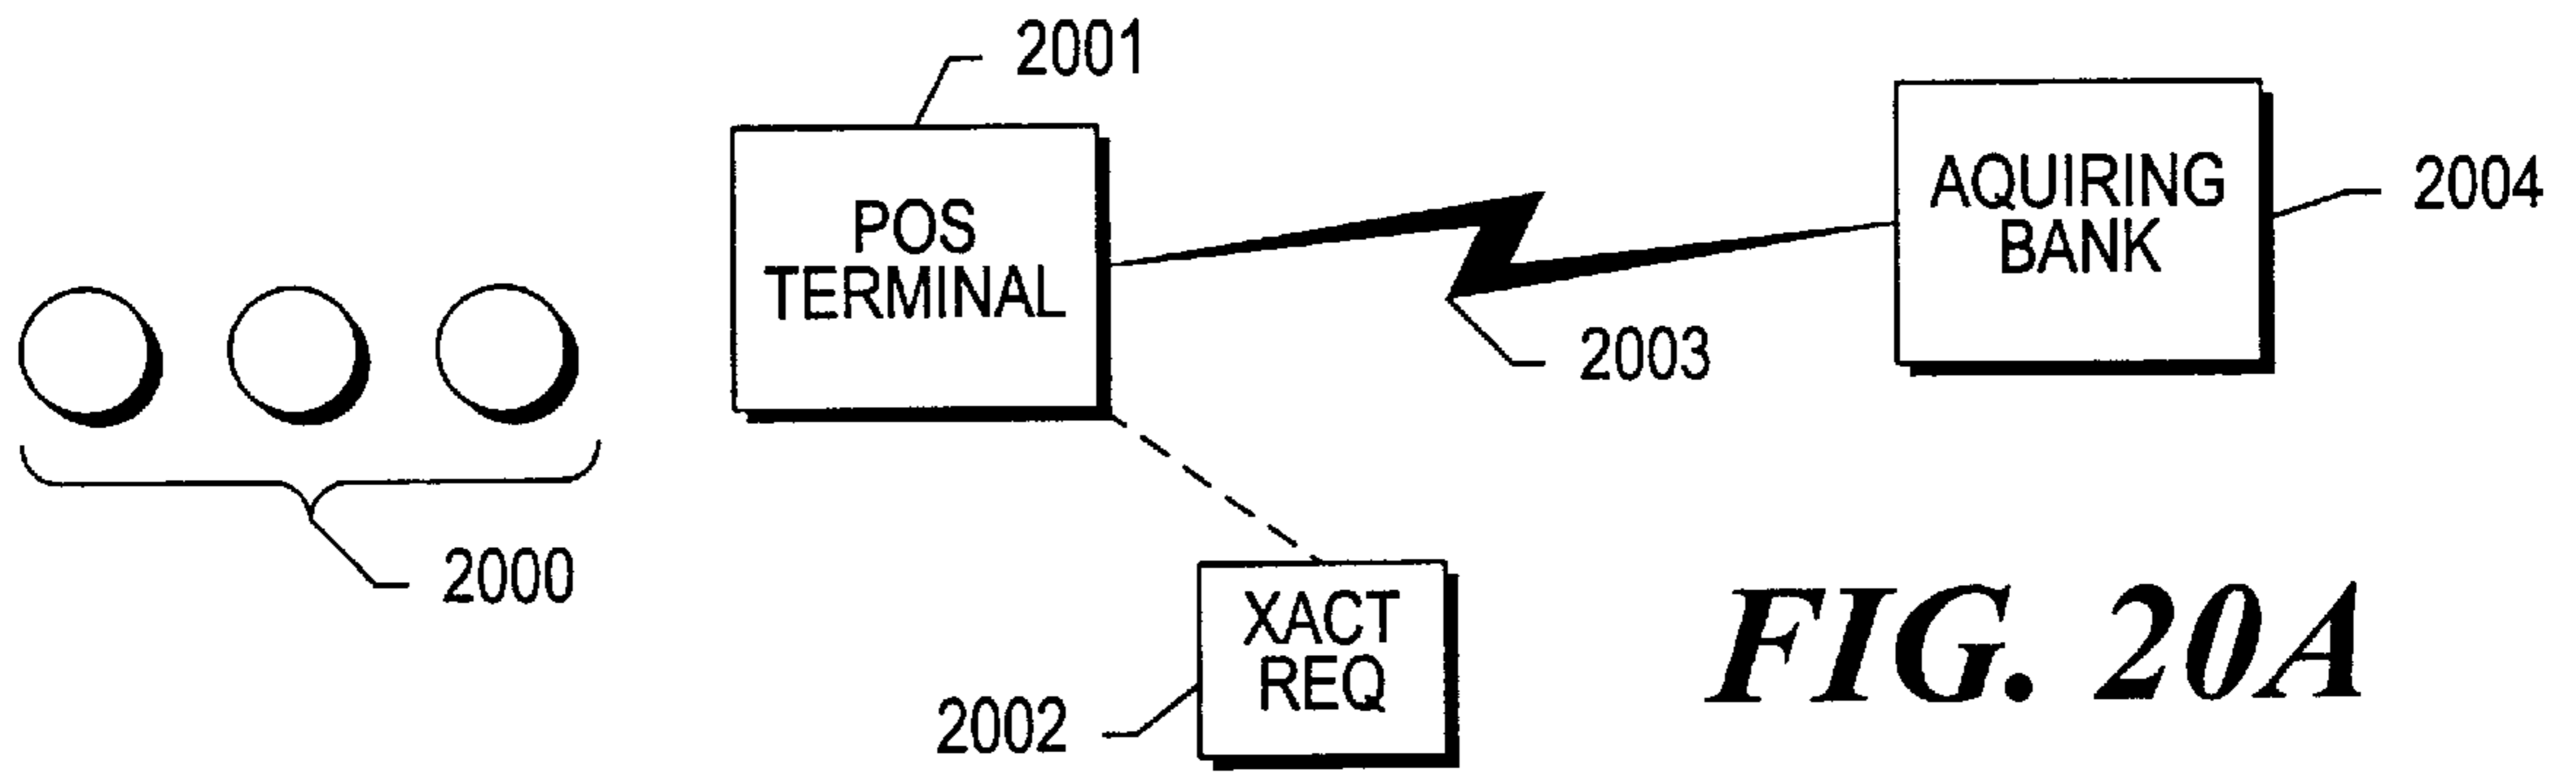 2001
POS
TERMINAL
AQUIRING
BANK
2004
2003
2000
XACT
REQ
2002
FIG. 20A